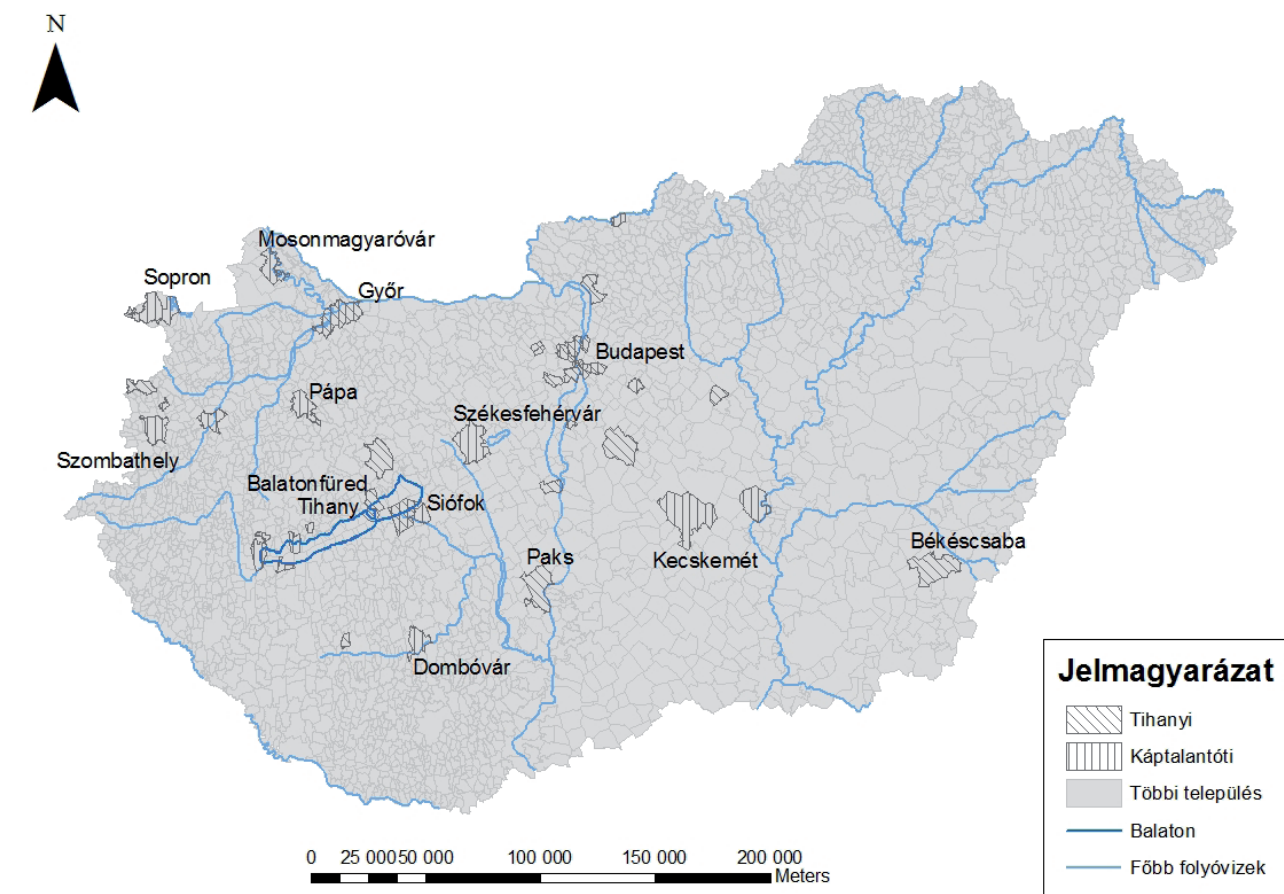 N
Mosonmagyaróvár
Sopron
Győr
Budapest
Pápa
Székesfehérvár
Szombathely
Balatonfüred
Tihany
Siófok
Kecskemét
Békéscsaba
Paks
Dombóvár
Jelmagyarázat
Tihanyi
Káptalantóti
Többi település
Balaton
Főbb folyóvizek
0 25 000 50 000 100 000 150 000 200 000
Meters